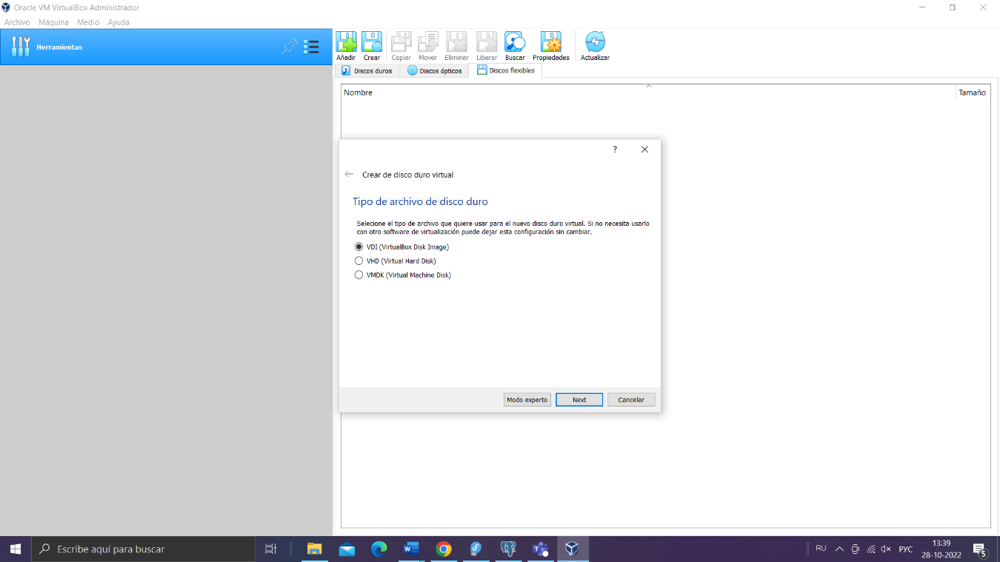 Oracle VM VirtualBox Administrador
Archivo Máquina Medio Ayuda
Herramientas
Añadir Crear Copiar Mover Eliminar Liberar Buscar Propiedades Actualizar
Discos duros Discos ópticos Discos flexibles
Nombre Tamaño
?
Crear de disco duro virtual
Tipo de archivo de disco duro
Selecione el tipo de archivo que quiere usar para el nuevo disco duro virtual. Si no necesita usarlo
con otro software de virtualización puede dejar esta configuración sin cambiar.
VDI (VirtualBox Disk Image)
VHD (Virtual Hard Disk)
VMDK (Virtual Machine Disk)
Modo experto Next Cancelar
Escribe aquí para buscar
RU
РУС
13:39
28-10-2022
5